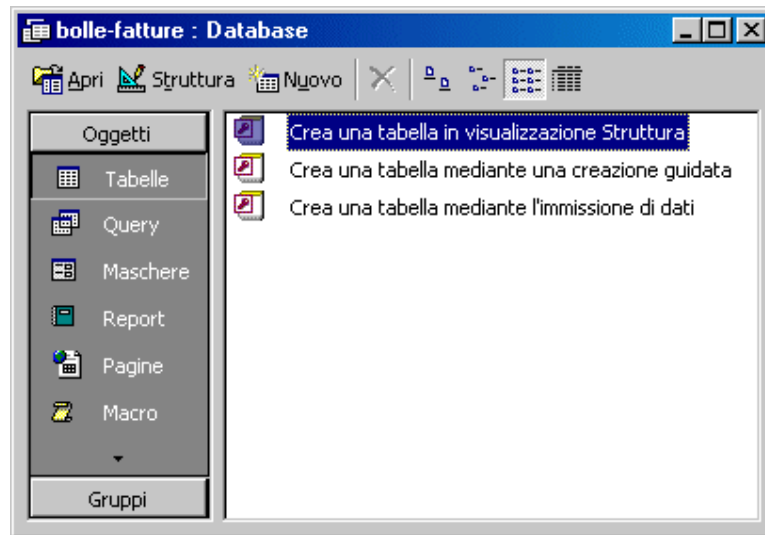 bolle-fatture : Database
Apri Struttura Nuovo
Oggetti
Tabelle
Query
Maschere
Report
Pagine
Macro
Gruppi
Crea una tabella in visualizzazione Struttura
Crea una tabella mediante una creazione guidata
Crea una tabella mediante l'immissione di dati